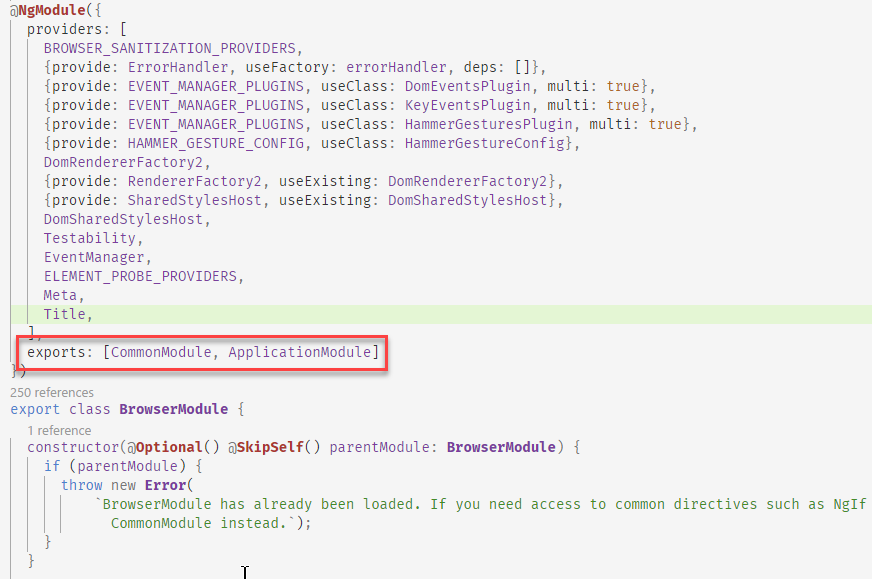 @NgModule({
providers: [
BROWSER_SANITIZATION_PROVIDERS,
{provide: ErrorHandler, useFactory: errorHandler, deps: []},
{provide: EVENT_MANAGER_PLUGINS, useClass: DomEventsPlugin, multi: true},
{provide: EVENT_MANAGER_PLUGINS, useClass: KeyEventsPlugin, multi: true},
{provide: EVENT_MANAGER_PLUGINS, useClass: HammerGesturesPlugin, multi: true},
{provide: HAMMER_GESTURE_CONFIG, useClass: HammerGestureConfig},
DomRendererFactory2,
{provide: RendererFactory2, useExisting: DomRendererFactory2},
{provide: SharedStylesHost, useExisting: DomSharedStylesHost},
DomSharedStylesHost,
Testability,
EventManager,
ELEMENT_PROBE_PROVIDERS,
Meta,
Title,
],
exports: [CommonModule, ApplicationModule]
})
250 references
export class BrowserModule {
1 reference
constructor(@Optional() @SkipSelf() parentModule: BrowserModule) {
if (parentModule) {
throw new Error(
`BrowserModule has already been loaded. If you need access to common directives such as NgIf
CommonModule instead.`);
}
}